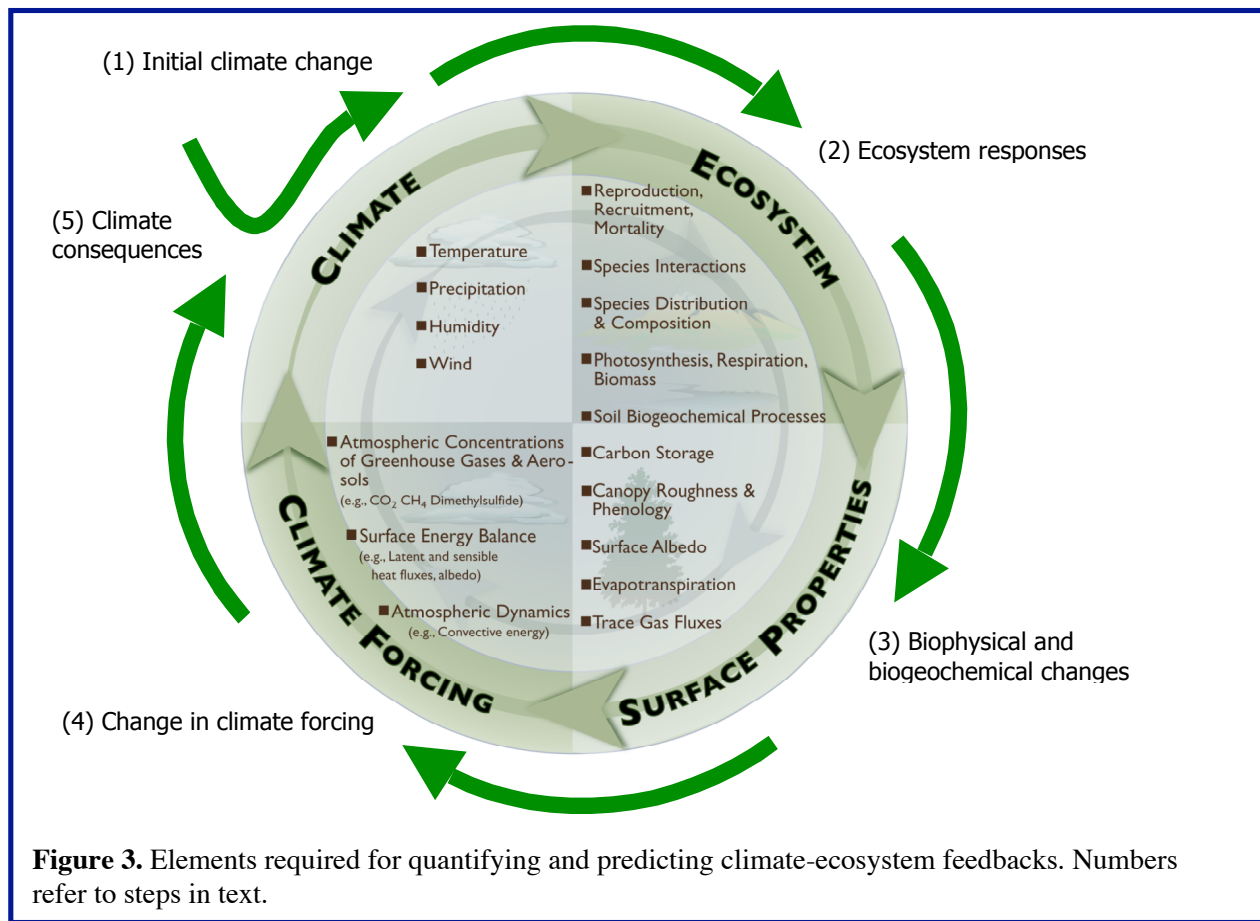 (1) Initial climate change
(2) Ecosystem responses
(5) Climate
consequences
CLIMATE
■ Temperature
■ Precipitation
■ Humidity
■ Wind
ECOSYSTEM
■ Reproduction,
Recruitment,
Mortality
■ Species Interactions
■ Species Distribution
& Composition
■ Photosynthesis, Respiration,
Biomass
■ Soil Biogeochemical Processes
■ Carbon Storage
■ Canopy Roughness &
Phenology
■ Surface Albedo
■ Evapotranspiration
■ Trace Gas Fluxes
SURFACE PROPERTIES
(3) Biophysical and
biogeochemical changes
■ Atmospheric Concentrations
of Greenhouse Gases & Aero-
sols
(e.g., CO₂ CH₄ Dimethylsulfide)
■ Surface Energy Balance
(e.g., Latent and sensible
heat fluxes, albedo)
■ Atmospheric Dynamics
(e.g., Convective energy)
CLIMATE FORCING
(4) Change in climate forcing
Figure 3. Elements required for quantifying and predicting climate-ecosystem feedbacks. Numbers
refer to steps in text.